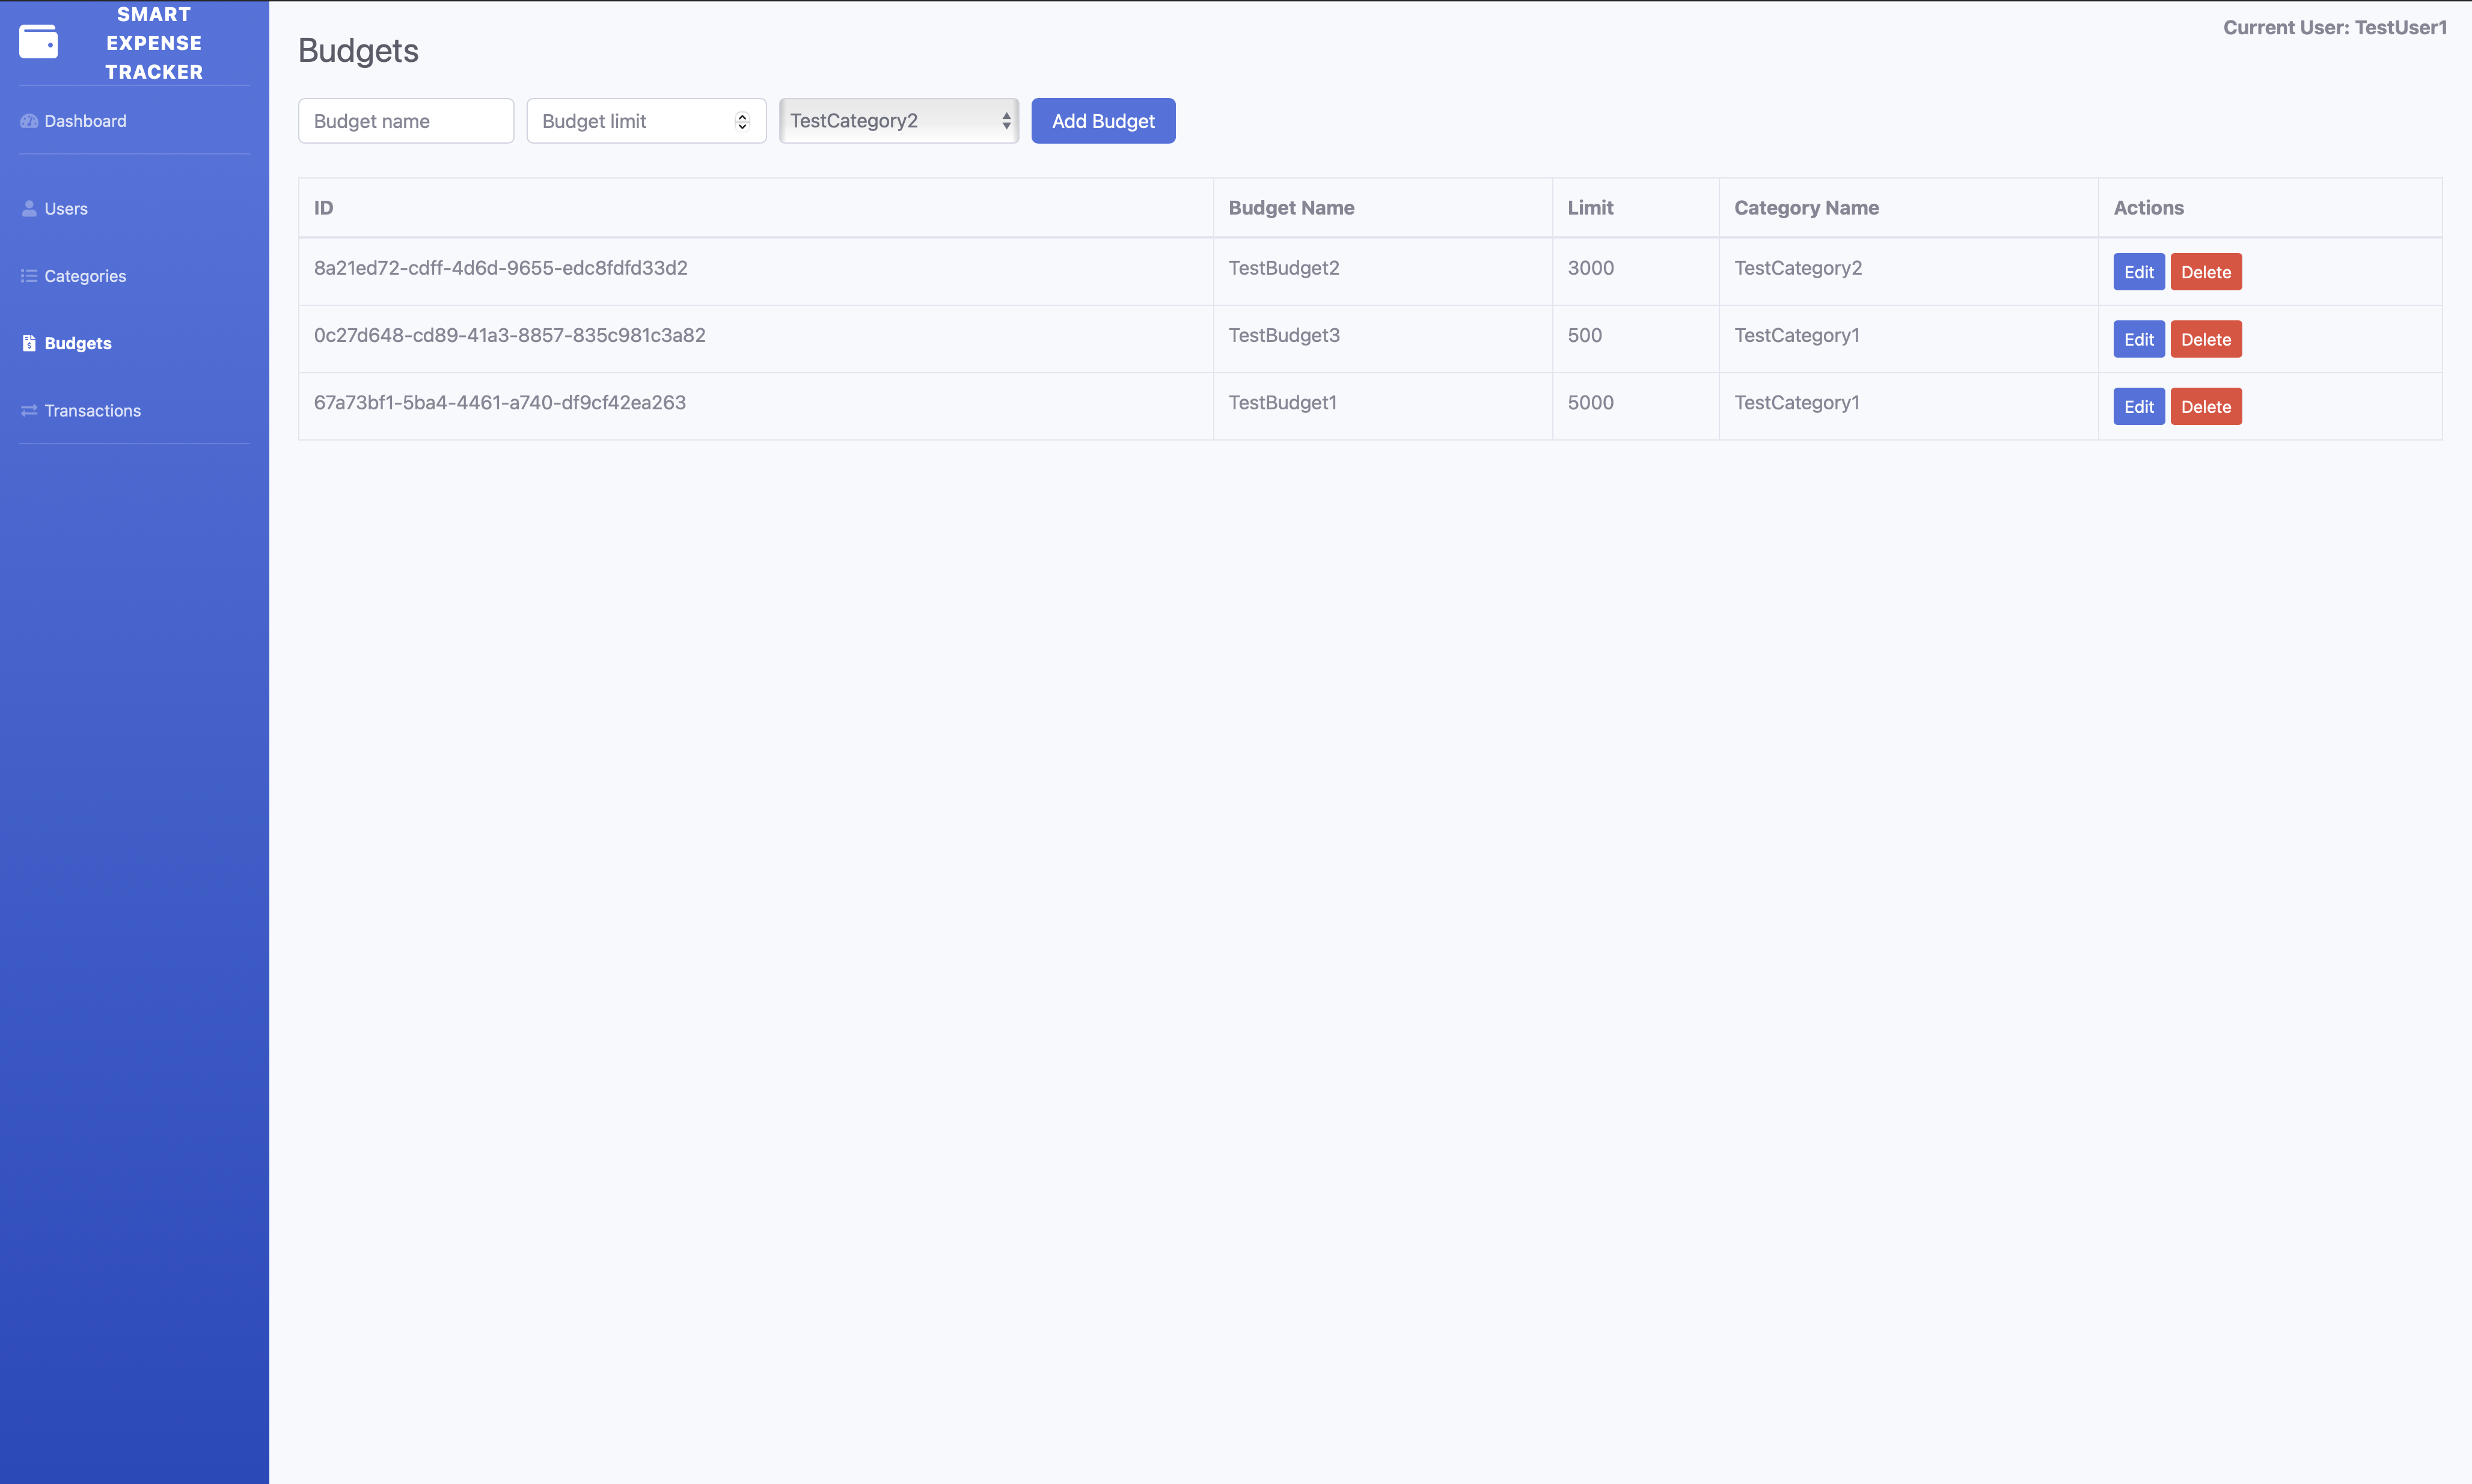 SMART
EXPENSE
TRACKER
Dashboard
Users
Categories
Budgets
Transactions
Current User: TestUser1
Budgets
Budget name Budget limit TestCategory2 Add Budget
ID Budget Name Limit Category Name Actions
8a21ed72-cdff-4d6d-9655-edc8fdfd33d2 TestBudget2 3000 TestCategory2 Edit Delete
0c27d648-cd89-41a3-8857-835c981c3a82 TestBudget3 500 TestCategory1 Edit Delete
67a73bf1-5ba4-4461-a740-df9cf42ea263 TestBudget1 5000 TestCategory1 Edit Delete